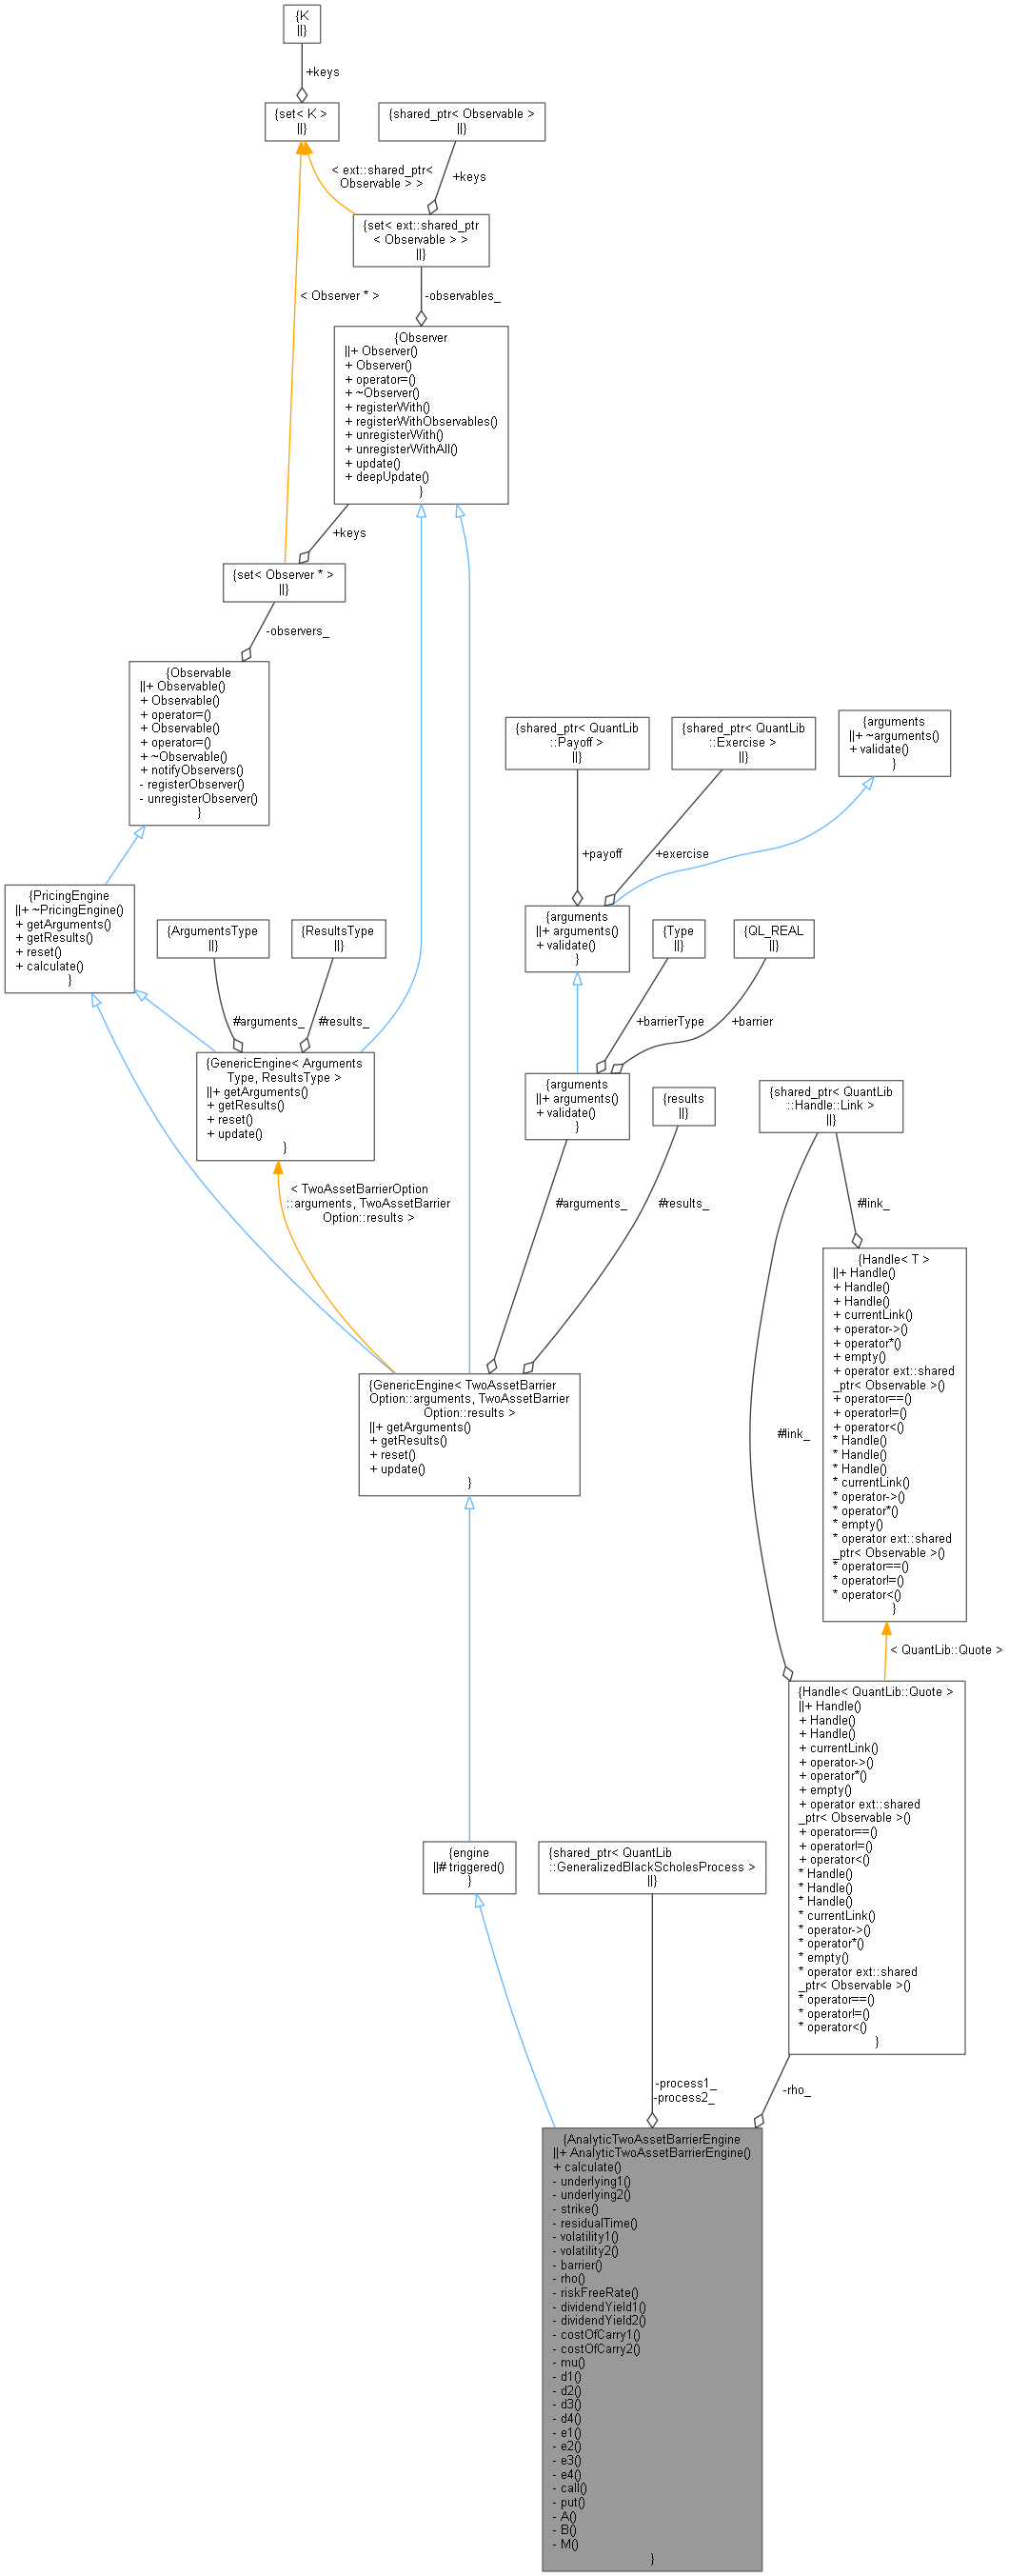 {K
||}
+keys
{set< K >
||}
{shared_ptr< Observable >
||}
< ext::shared_ptr<
Observable > >
+keys
{set< ext::shared_ptr
< Observable > >
||}
< Observer * >
-observables_
{Observer
||+ Observer()
+ Observer()
+ operator=()
+ ~Observer()
+ registerWith()
+ registerWithObservables()
+ unregisterWith()
+ unregisterWithAll()
+ update()
+ deepUpdate()
}
+keys
{set< Observer * >
||}
-observers_
{Observable
||+ Observable()
+ Observable()
+ operator=()
+ Observable()
+ operator=()
+ ~Observable()
+ notifyObservers()
- registerObserver()
- unregisterObserver()
}
{shared_ptr< QuantLib
::Payoff >
||}
{shared_ptr< QuantLib
::Exercise >
||}
{arguments
||+ ~arguments()
+ validate()
}
+payoff
+exercise
{PricingEngine
||+ ~PricingEngine()
+ getArguments()
+ getResults()
+ reset()
+ calculate()
}
{ArgumentsType
||}
{ResultsType
||}
{arguments
||+ arguments()
+ validate()
}
{Type
||}
{QL_REAL
||}
#arguments_
#results_
+barrierType
+barrier
{GenericEngine< Arguments
Type, ResultsType >
||+ getArguments()
+ getResults()
+ reset()
+ update()
}
{arguments
||+ arguments()
+ validate()
}
{results
||}
{shared_ptr< QuantLib
::Handle::Link >
||}
< TwoAssetBarrierOption
::arguments, TwoAssetBarrier
Option::results >
#arguments_
#results_
#link_
{Handle< T >
||+ Handle()
+ Handle()
+ Handle()
+ currentLink()
+ operator->()
+ operator*()
+ empty()
+ operator ext::shared
_ptr< Observable >()
+ operator==()
+ operator!=()
+ operator<()
* Handle()
* Handle()
* Handle()
* currentLink()
* operator->()
* operator*()
* empty()
* operator ext::shared
_ptr< Observable >()
* operator==()
* operator!=()
* operator<()
}
#link_
{GenericEngine< TwoAssetBarrier
Option::arguments, TwoAssetBarrier
Option::results >
||+ getArguments()
+ getResults()
+ reset()
+ update()
}
< QuantLib::Quote >
{Handle< QuantLib::Quote >
||+ Handle()
+ Handle()
+ Handle()
+ currentLink()
+ operator->()
+ operator*()
+ empty()
+ operator ext::shared
_ptr< Observable >()
+ operator==()
+ operator!=()
+ operator<()
* Handle()
* Handle()
* Handle()
* currentLink()
* operator->()
* operator*()
* empty()
* operator ext::shared
_ptr< Observable >()
* operator==()
* operator!=()
* operator<()
}
{engine
||# triggered()
}
{shared_ptr< QuantLib
::GeneralizedBlackScholesProcess >
||}
-process1_
-process2_
-rho_
{AnalyticTwoAssetBarrierEngine
||+ AnalyticTwoAssetBarrierEngine()
+ calculate()
- underlying1()
- underlying2()
- strike()
- residualTime()
- volatility1()
- volatility2()
- barrier()
- rho()
- riskFreeRate()
- dividendYield1()
- dividendYield2()
- costOfCarry1()
- costOfCarry2()
- mu()
- d1()
- d2()
- d3()
- d4()
- e1()
- e2()
- e3()
- e4()
- call()
- put()
- A()
- B()
- M()
}